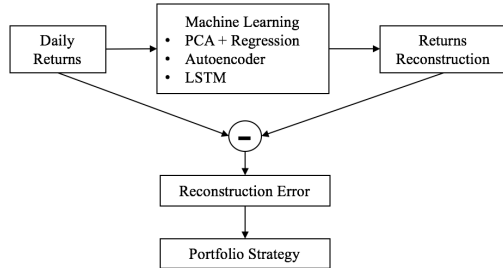 Daily
Returns
Machine Learning
• PCA + Regression
• Autoencoder
• LSTM
Returns
Reconstruction
–
Reconstruction Error
Portfolio Strategy